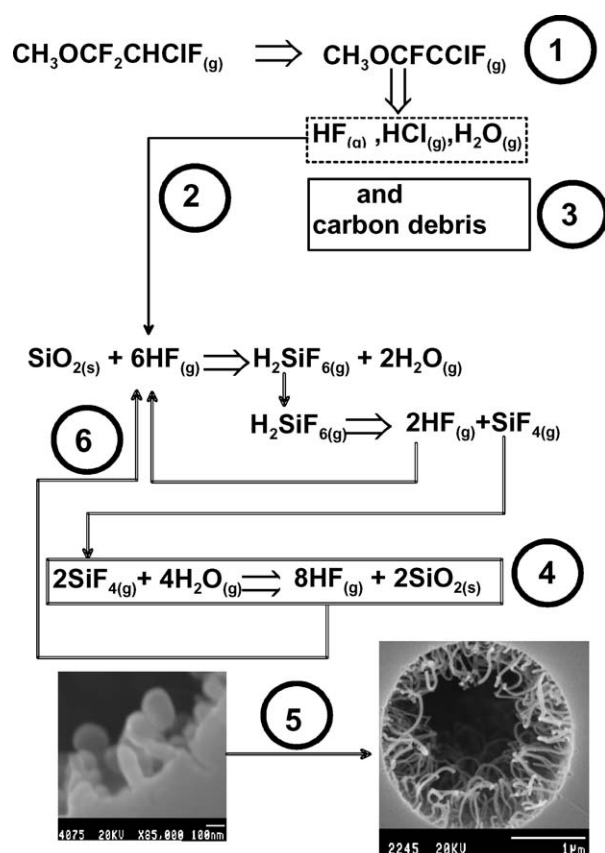 CH₃OCF₂CHClF(g) ⇒ CH₃OCFCClF(g) 1
HF(g) ,HCl(g),H₂O(g)
2
and
carbon debris
3
SiO₂(s) + 6HF(g) ⇒ H₂SiF₆(g) + 2H₂O(g)
6
H₂SiF₆(g) ⇒ 2HF(g)+SiF₄(g)
4
2SiF₄(g)+ 4H₂O(g) ⇌ 8HF(g) + 2SiO₂(s)
5
4075 20KV X85,000 100nm
2245 20KV 1µm